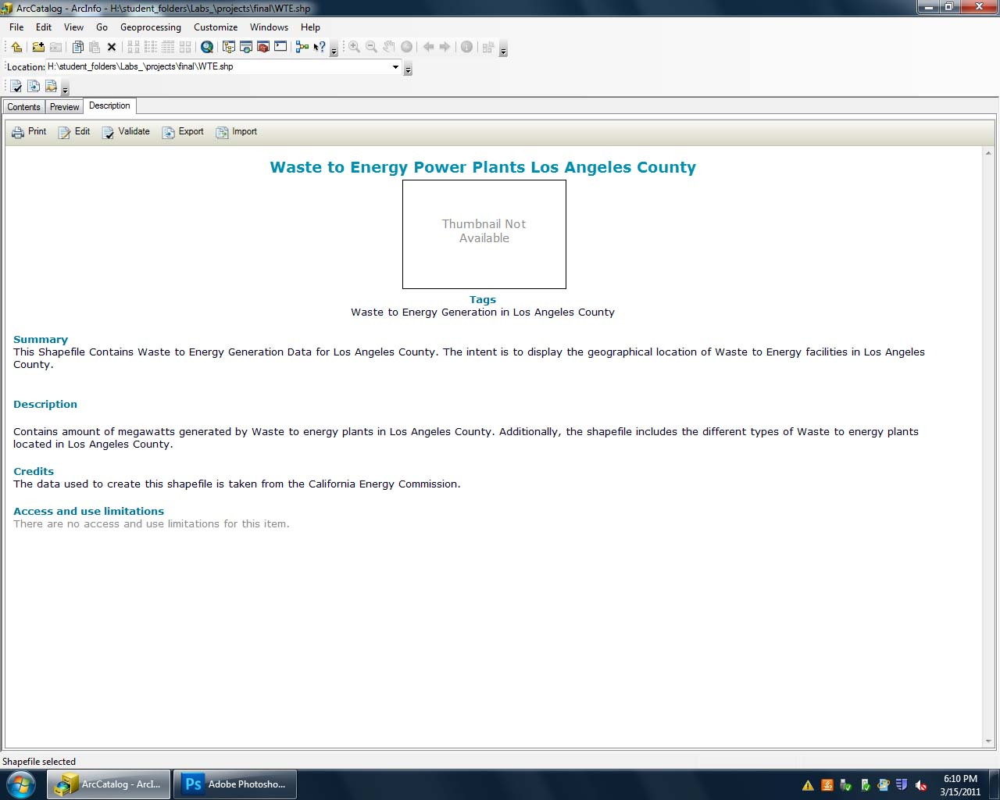 ArcCatalog - ArcInfo - H:\student_folders\Labs_\projects\final\WTE.shp
File Edit View Go Geoprocessing Customize Windows Help
Location: H:\student_folders\Labs_\projects\final\WTE.shp
Contents Preview Description
Print Edit Validate Export Import
Waste to Energy Power Plants Los Angeles County
Thumbnail Not
Available
Tags
Waste to Energy Generation in Los Angeles County
Summary
This Shapefile Contains Waste to Energy Generation Data for Los Angeles County. The intent is to display the geographical location of Waste to Energy facilities in Los Angeles
County.
Description
Contains amount of megawatts generated by Waste to energy plants in Los Angeles County. Additionally, the shapefile includes the different types of Waste to energy plants
located in Los Angeles County.
Credits
The data used to create this shapefile is taken from the California Energy Commission.
Access and use limitations
There are no access and use limitations for this item.
Shapefile selected
ArcCatalog - ArcI... Ps Adobe Photosho... 6:10 PM
3/15/2011